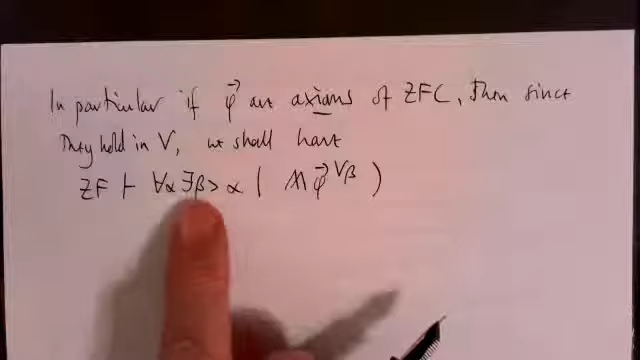 In particular if φ⃗ are axioms of ZFC, then since
they hold in V, we shall have
ZF ⊢ ∀α ∃β > α ( ⋀ φ⃗^{Vβ} )